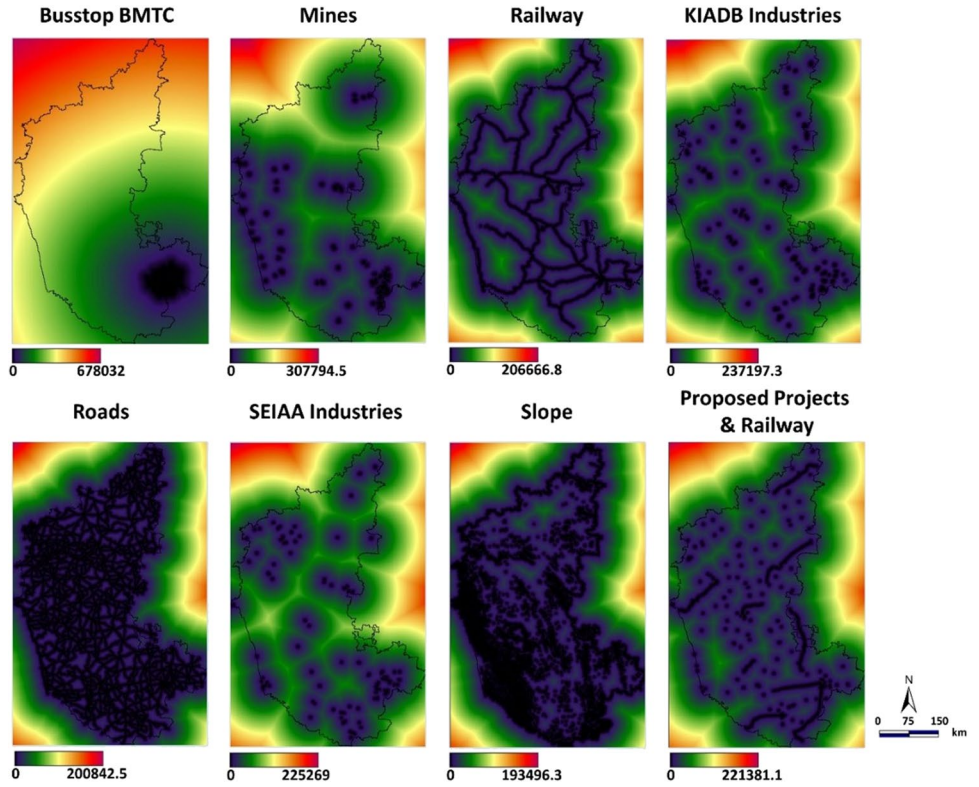 Busstop BMTC
Mines
Railway
KIADB Industries
0 678032
0 307794.5
0 206666.8
0 237197.3
Roads
SEIAA Industries
Slope
Proposed Projects
& Railway
N
0 75 150
km
0 200842.5
0 225269
0 193496.3
0 221381.1